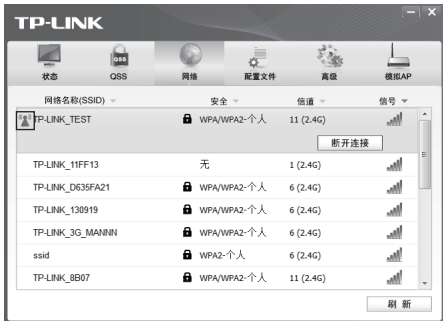 TP-LINK
QSS
状态 QSS 网络 配置文件 高级 模拟AP
网络名称(SSID) 安全 信道 信号
TP-LINK_TEST WPA/WPA2-个人 11 (2.4G)
断开连接
TP-LINK_11FF13 无 1 (2.4G)
TP-LINK_D635FA21 WPA/WPA2-个人 6 (2.4G)
TP-LINK_130919 WPA/WPA2-个人 6 (2.4G)
TP-LINK_3G_MANNN WPA/WPA2-个人 6 (2.4G)
ssid WPA2-个人 6 (2.4G)
TP-LINK_8B07 WPA/WPA2-个人 11 (2.4G)
刷 新